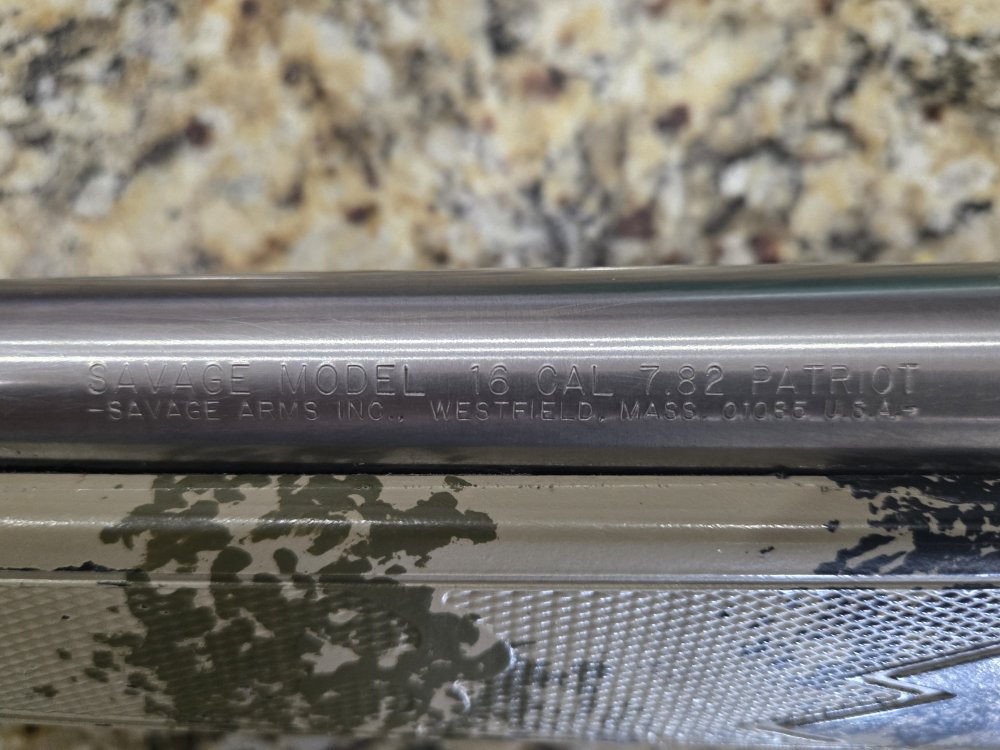 SAVAGE MODEL 16 CAL 7.82 PATRIOT
-SAVAGE ARMS INC., WESTFIELD, MASS. 01085 U.S.A.-